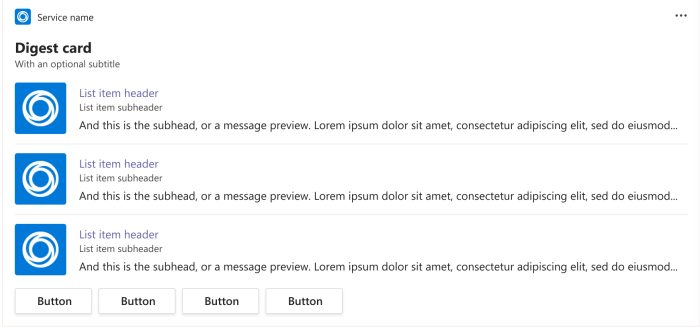 Service name
Digest card
With an optional subtitle
List item header
List item subheader
And this is the subhead, or a message preview. Lorem ipsum dolor sit amet, consectetur adipiscing elit, sed do eiusmod...
List item header
List item subheader
And this is the subhead, or a message preview. Lorem ipsum dolor sit amet, consectetur adipiscing elit, sed do eiusmod...
List item header
List item subheader
And this is the subhead, or a message preview. Lorem ipsum dolor sit amet, consectetur adipiscing elit, sed do eiusmod...
Button Button Button Button